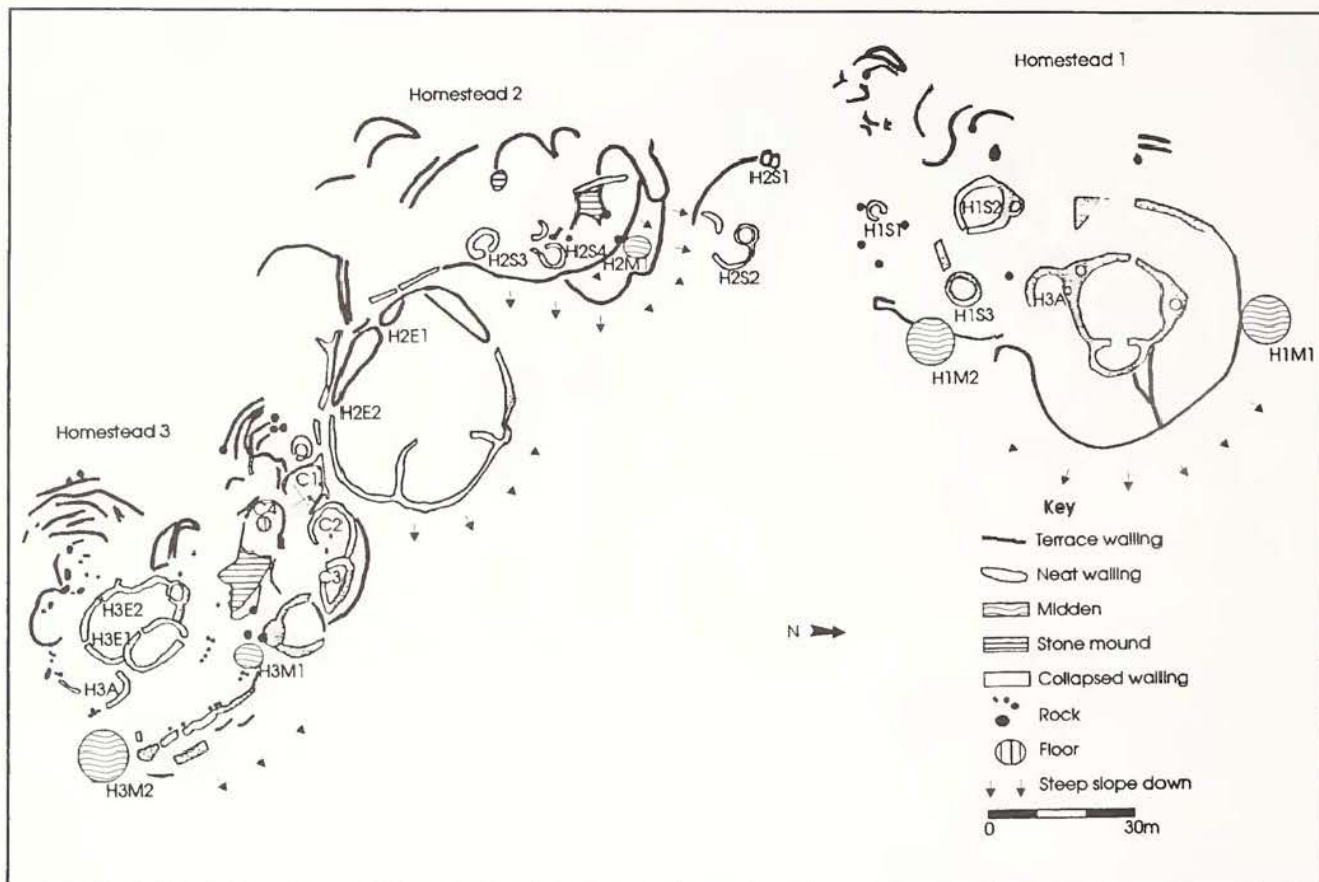 Homestead 1
Homestead 2
H2S1
H1S2
H1S1
H2S3
H2S4
H2M1
H2S2
H3A
H1S3
H1M2
H1M1
H2E1
H2E2
Homestead 3
C1
C2
3
H3E2
H3E1
H3M1
H3A
H3M2
N
Key
Terrace walling
Neat walling
Midden
Stone mound
Collapsed walling
Rock
Floor
Steep slope down
0 30m